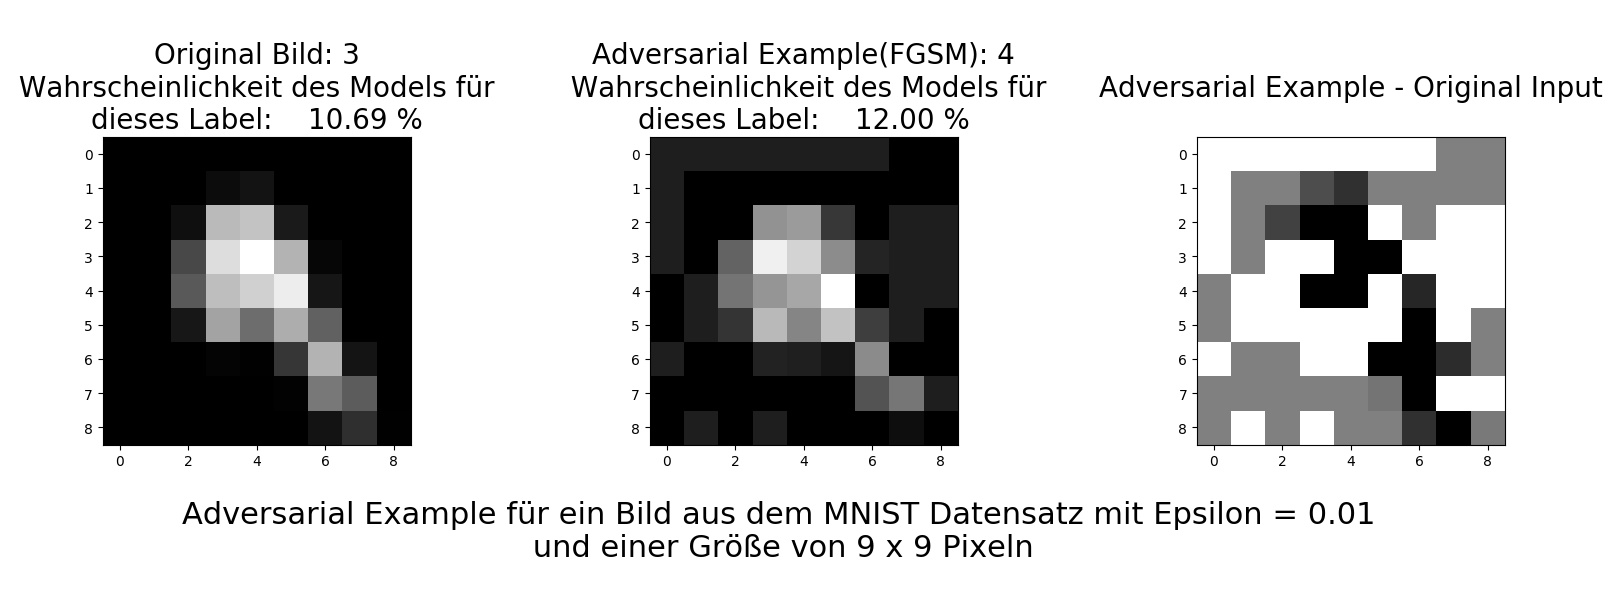 Original Bild: 3
Wahrscheinlichkeit des Models für
dieses Label: 10.69 %
0
1
2
3
4
5
6
7
8
0 2 4 6 8
Adversarial Example(FGSM): 4
Wahrscheinlichkeit des Models für
dieses Label: 12.00 %
0
1
2
3
4
5
6
7
8
0 2 4 6 8
Adversarial Example - Original Input
0
1
2
3
4
5
6
7
8
0 2 4 6 8
Adversarial Example für ein Bild aus dem MNIST Datensatz mit Epsilon = 0.01
und einer Größe von 9 x 9 Pixeln